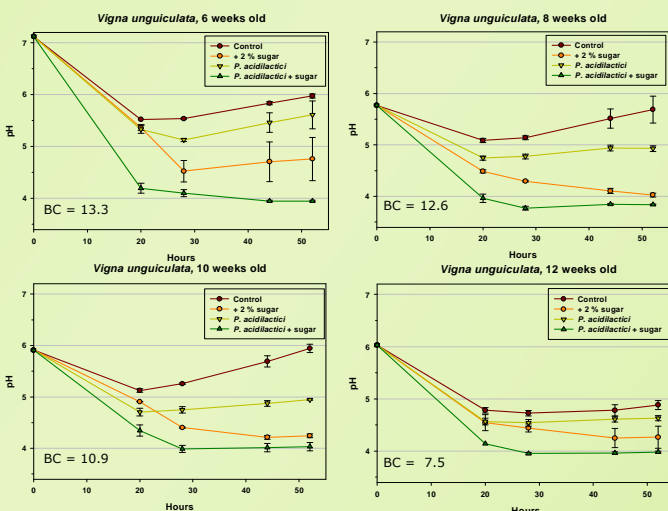 Vigna unguiculata, 6 weeks old
7
6
5
4
pH
Control
+ 2 % sugar
P. acidilactici
P. acidilactici + sugar
BC = 13.3
0 10 20 30 40 50
Hours
Vigna unguiculata, 8 weeks old
7
6
5
4
pH
Control
+ 2 % sugar
P. acidilactici
P. acidilactici + sugar
BC = 12.6
0 10 20 30 40 50
Hours
Vigna unguiculata, 10 weeks old
7
6
5
4
pH
Control
+ 2 % sugar
P. acidilactici
P. acidilactici + sugar
BC = 10.9
0 10 20 30 40 50
Hours
Vigna unguiculata, 12 weeks old
7
6
5
4
pH
Control
+ 2 % sugar
P. acidilactici
P. acidilactici + sugar
BC = 7.5
0 10 20 30 40 50
Hours